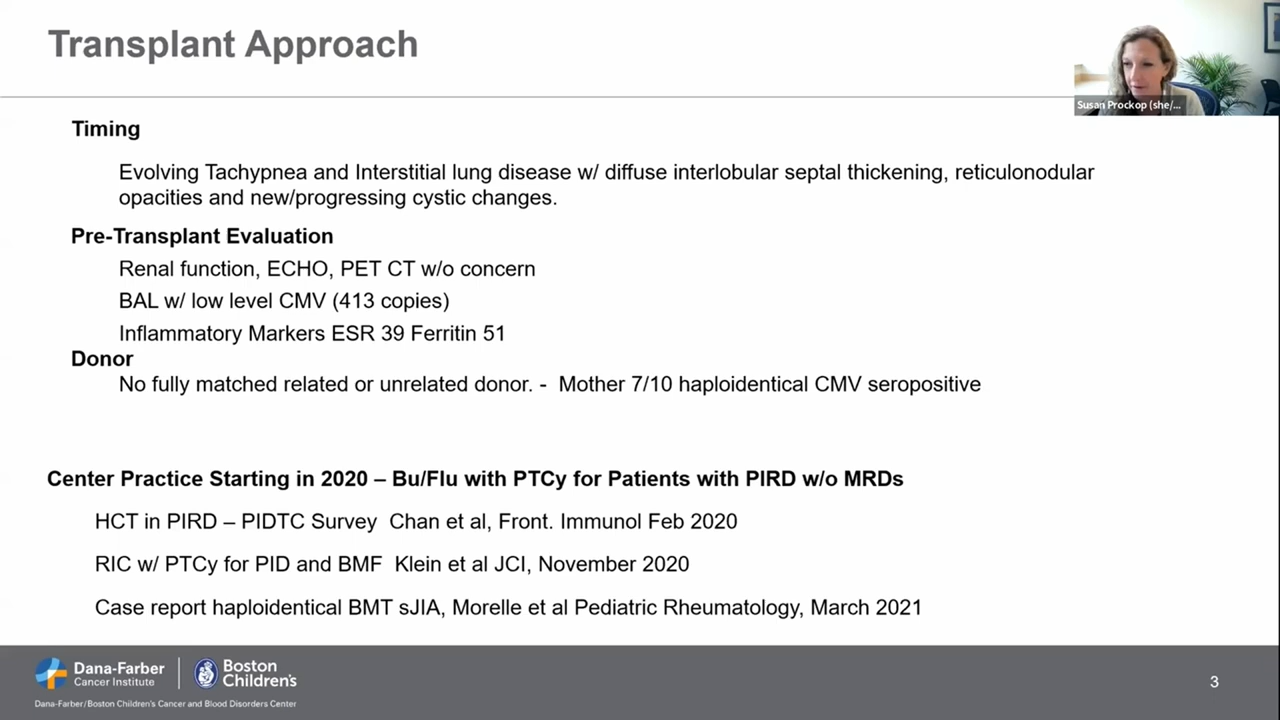 Transplant Approach
Susan Prockop (she/...
Timing
Evolving Tachypnea and Interstitial lung disease w/ diffuse interlobular septal thickening, reticulonodular
opacities and new/progressing cystic changes.
Pre-Transplant Evaluation
Renal function, ECHO, PET CT w/o concern
BAL w/ low level CMV (413 copies)
Inflammatory Markers ESR 39 Ferritin 51
Donor
No fully matched related or unrelated donor. - Mother 7/10 haploidentical CMV seropositive
Center Practice Starting in 2020 – Bu/Flu with PTCy for Patients with PIRD w/o MRDs
HCT in PIRD – PIDTC Survey Chan et al, Front. Immunol Feb 2020
RIC w/ PTCy for PID and BMF Klein et al JCI, November 2020
Case report haploidentical BMT sJIA, Morelle et al Pediatric Rheumatology, March 2021
Dana-Farber
Cancer Institute
Boston
Children's
Dana-Farber/Boston Children's Cancer and Blood Disorders Center
3